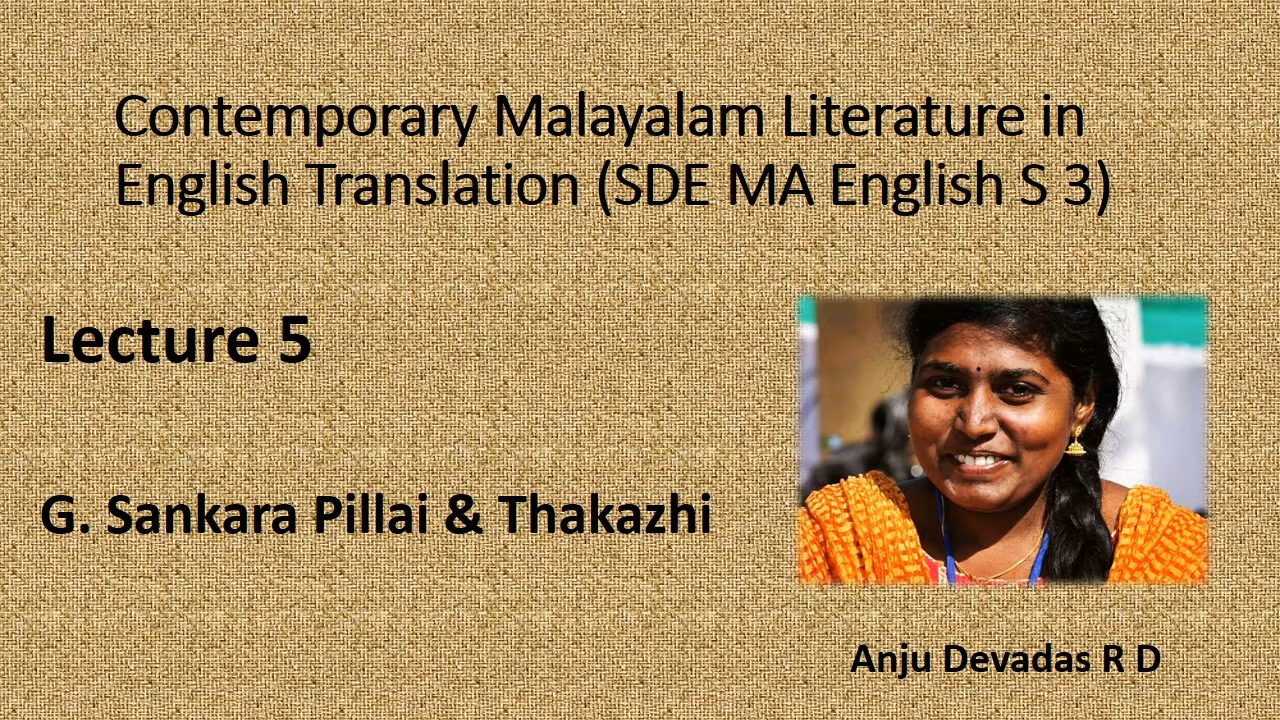 Contemporary Malayalam Literature in
English Translation (SDE MA English S 3)
Lecture 5
G. Sankara Pillai & Thakazhi
Anju Devadas R D